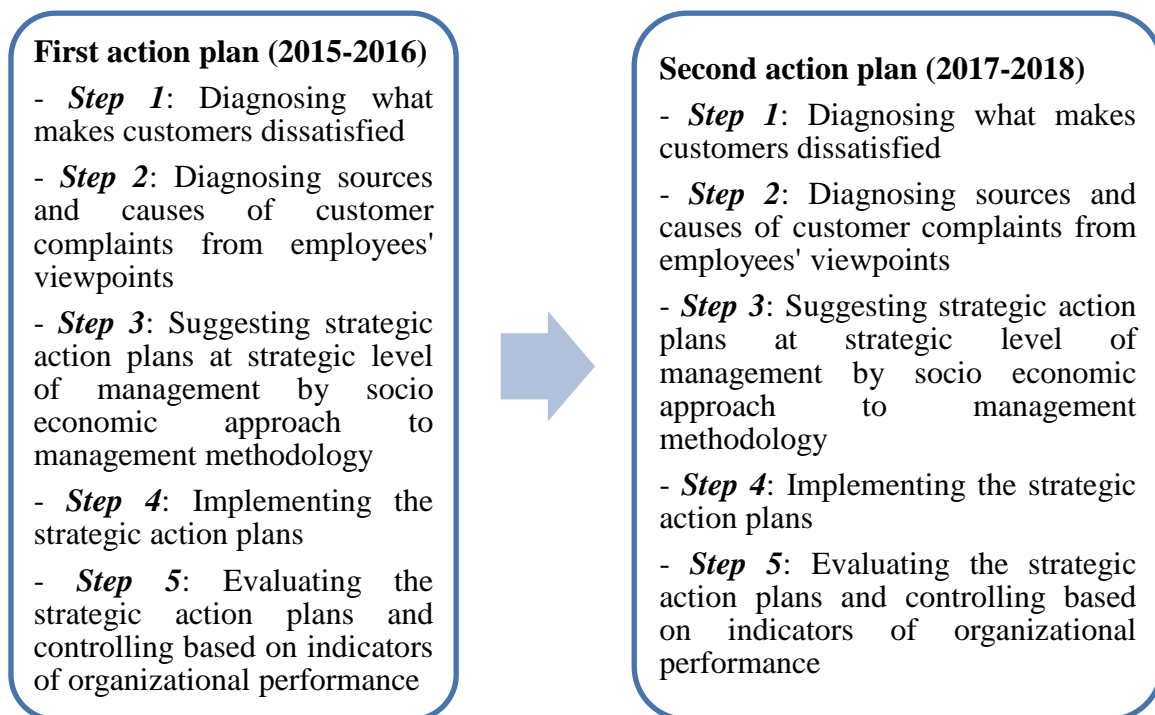 First action plan (2015-2016)
- Step 1: Diagnosing what
makes customers dissatisfied
- Step 2: Diagnosing sources
and causes of customer
complaints from employees'
viewpoints
- Step 3: Suggesting strategic
action plans at strategic level
of management by socio
economic approach to
management methodology
- Step 4: Implementing the
strategic action plans
- Step 5: Evaluating the
strategic action plans and
controlling based on indicators
of organizational performance
Second action plan (2017-2018)
- Step 1: Diagnosing what makes
customers dissatisfied
- Step 2: Diagnosing sources and
causes of customer complaints from
employees' viewpoints
- Step 3: Suggesting strategic action
plans at strategic level of
management by socio economic
approach to management
methodology
- Step 4: Implementing the strategic
action plans
- Step 5: Evaluating the strategic
action plans and controlling based
on indicators of organizational
performance